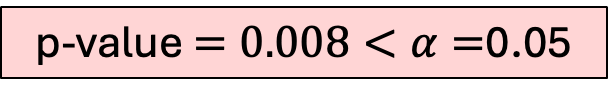 p-value = 0.008 < α =0.05